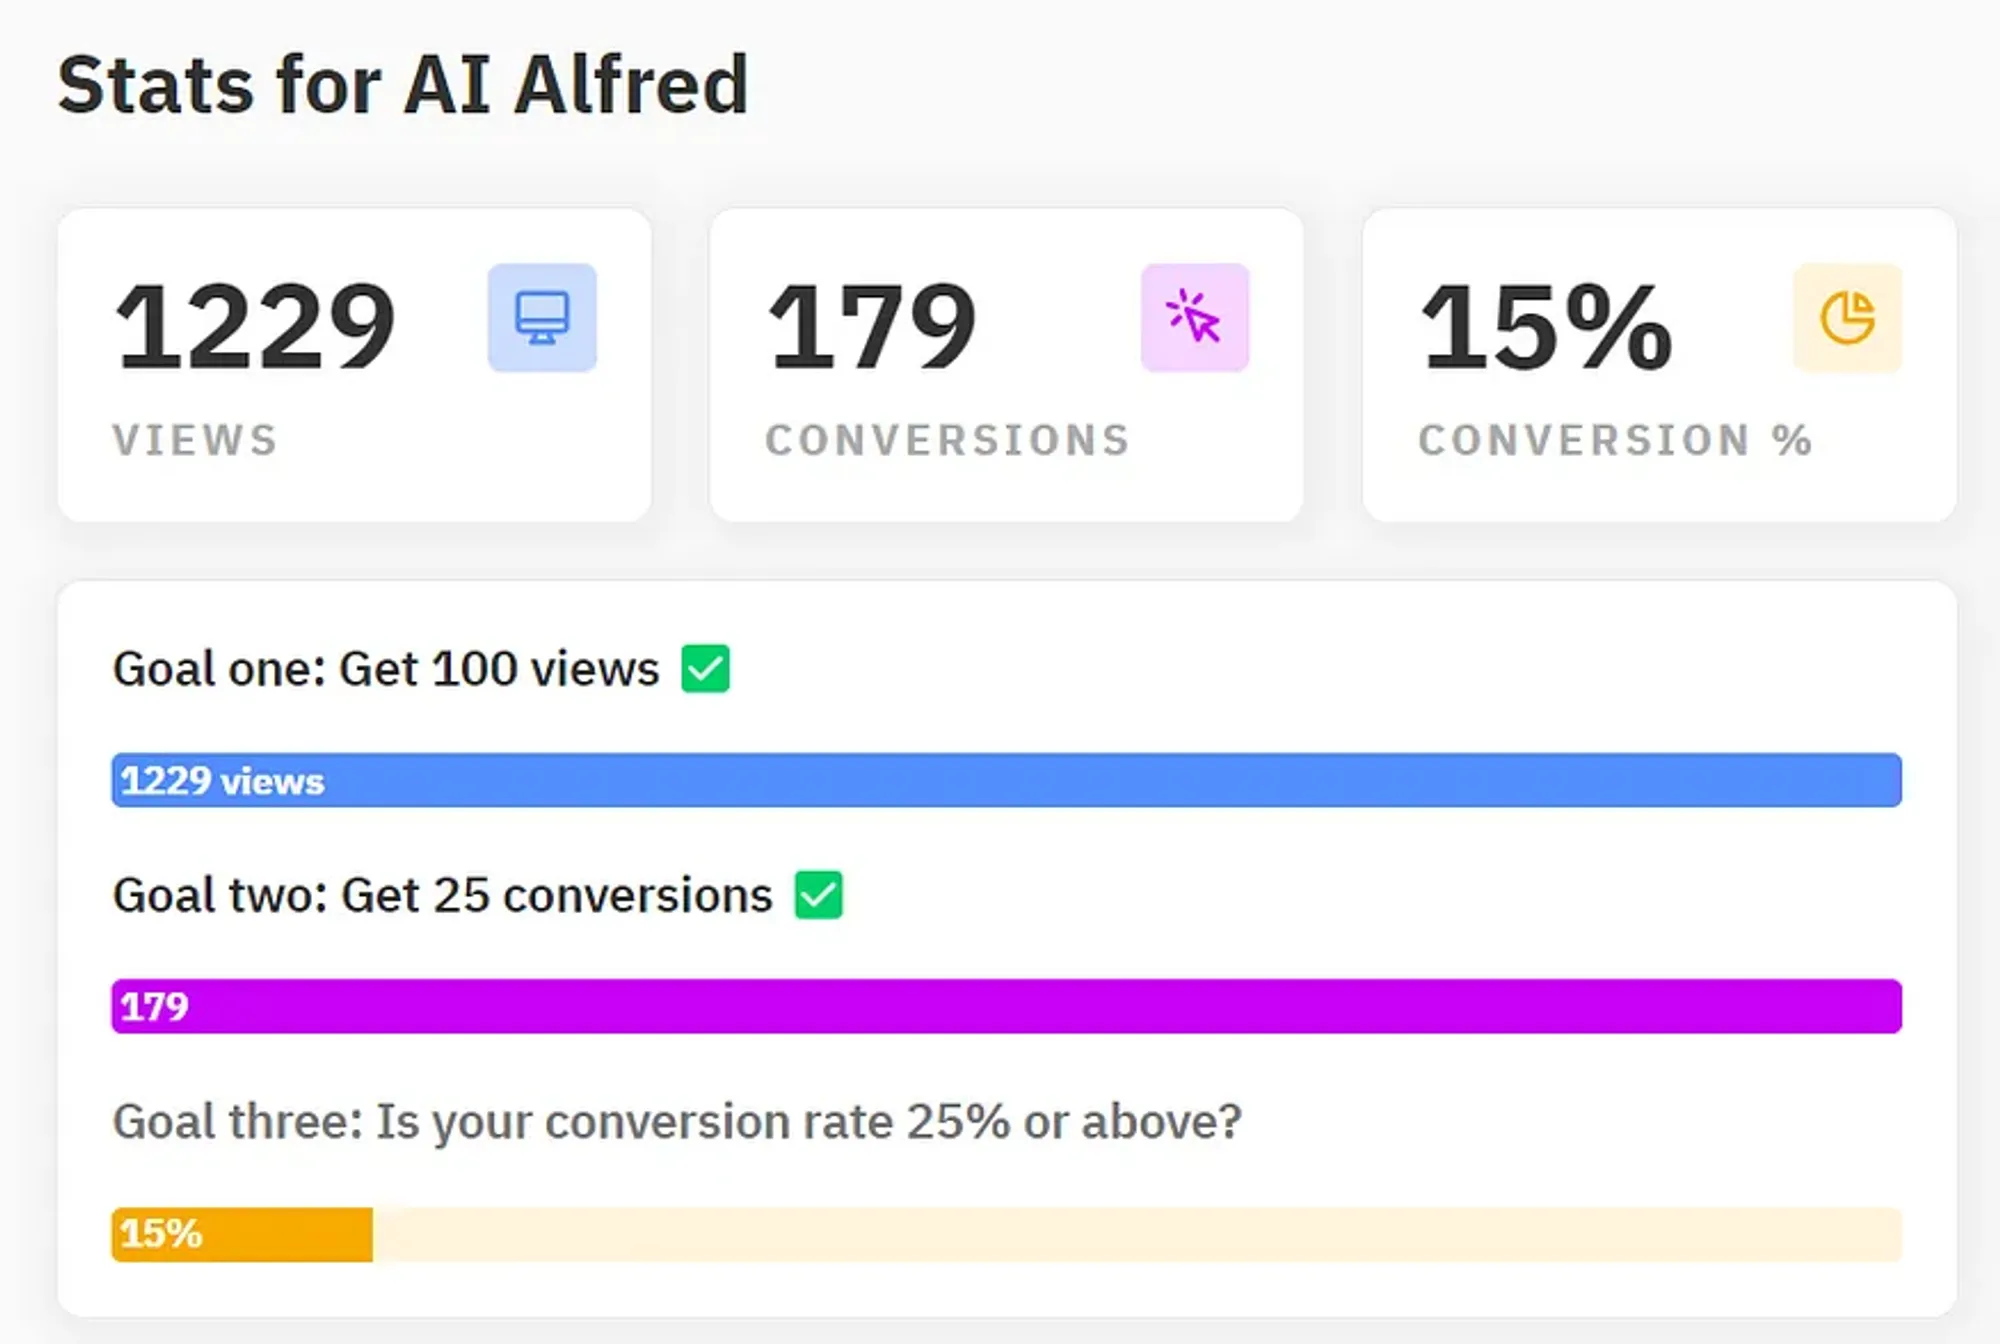 Stats for AI Alfred
1229
VIEWS
179
CONVERSIONS
15%
CONVERSION %
Goal one: Get 100 views ✅
1229 views
Goal two: Get 25 conversions ✅
179
Goal three: Is your conversion rate 25% or above?
15%